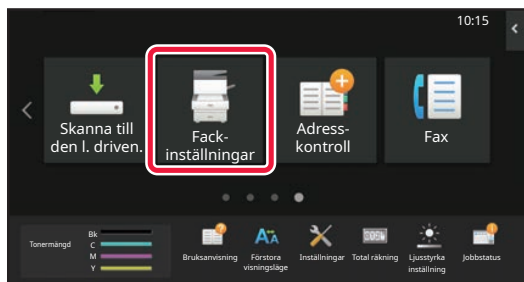 10:15
Skanna till
den l. driven.
Fack-
inställningar
Adress-
kontroll
Fax
Tonermängd
Bk
C
M
Y
Bruksanvisning
Förstora
visningsläge
Inställningar
Total räkning
Ljusstyrka
inställning
Jobbstatus